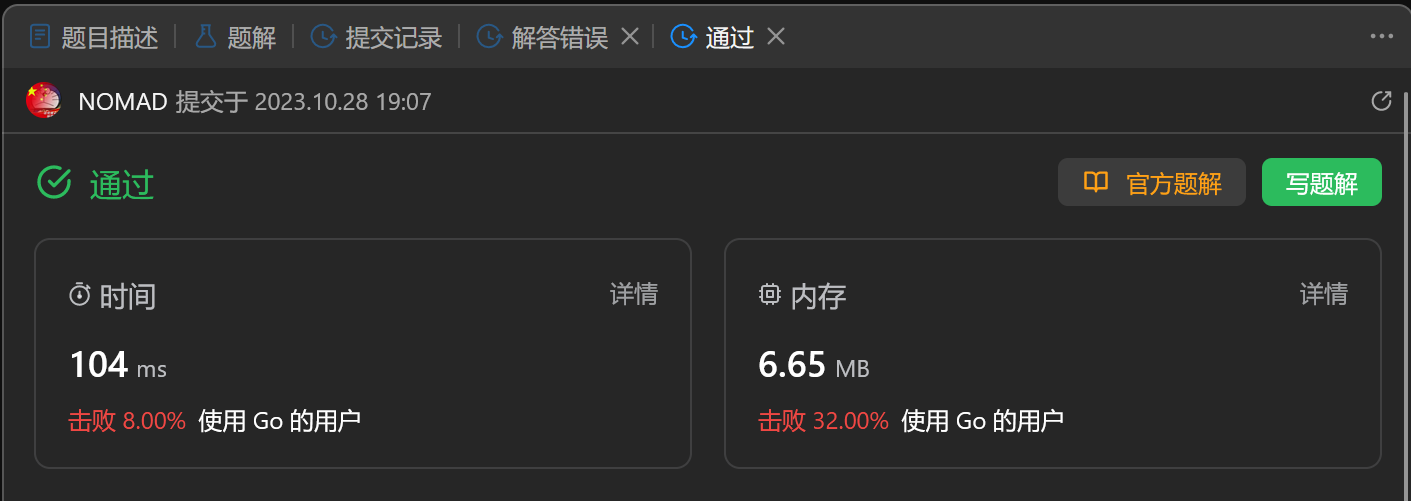 题目描述 题解 提交记录 解答错误 通过
NOMAD 提交于 2023.10.28 19:07
通过 官方题解 写题解
时间 详情 内存 详情
104 ms 6.65 MB
击败 8.00% 使用 Go 的用户 击败 32.00% 使用 Go 的用户